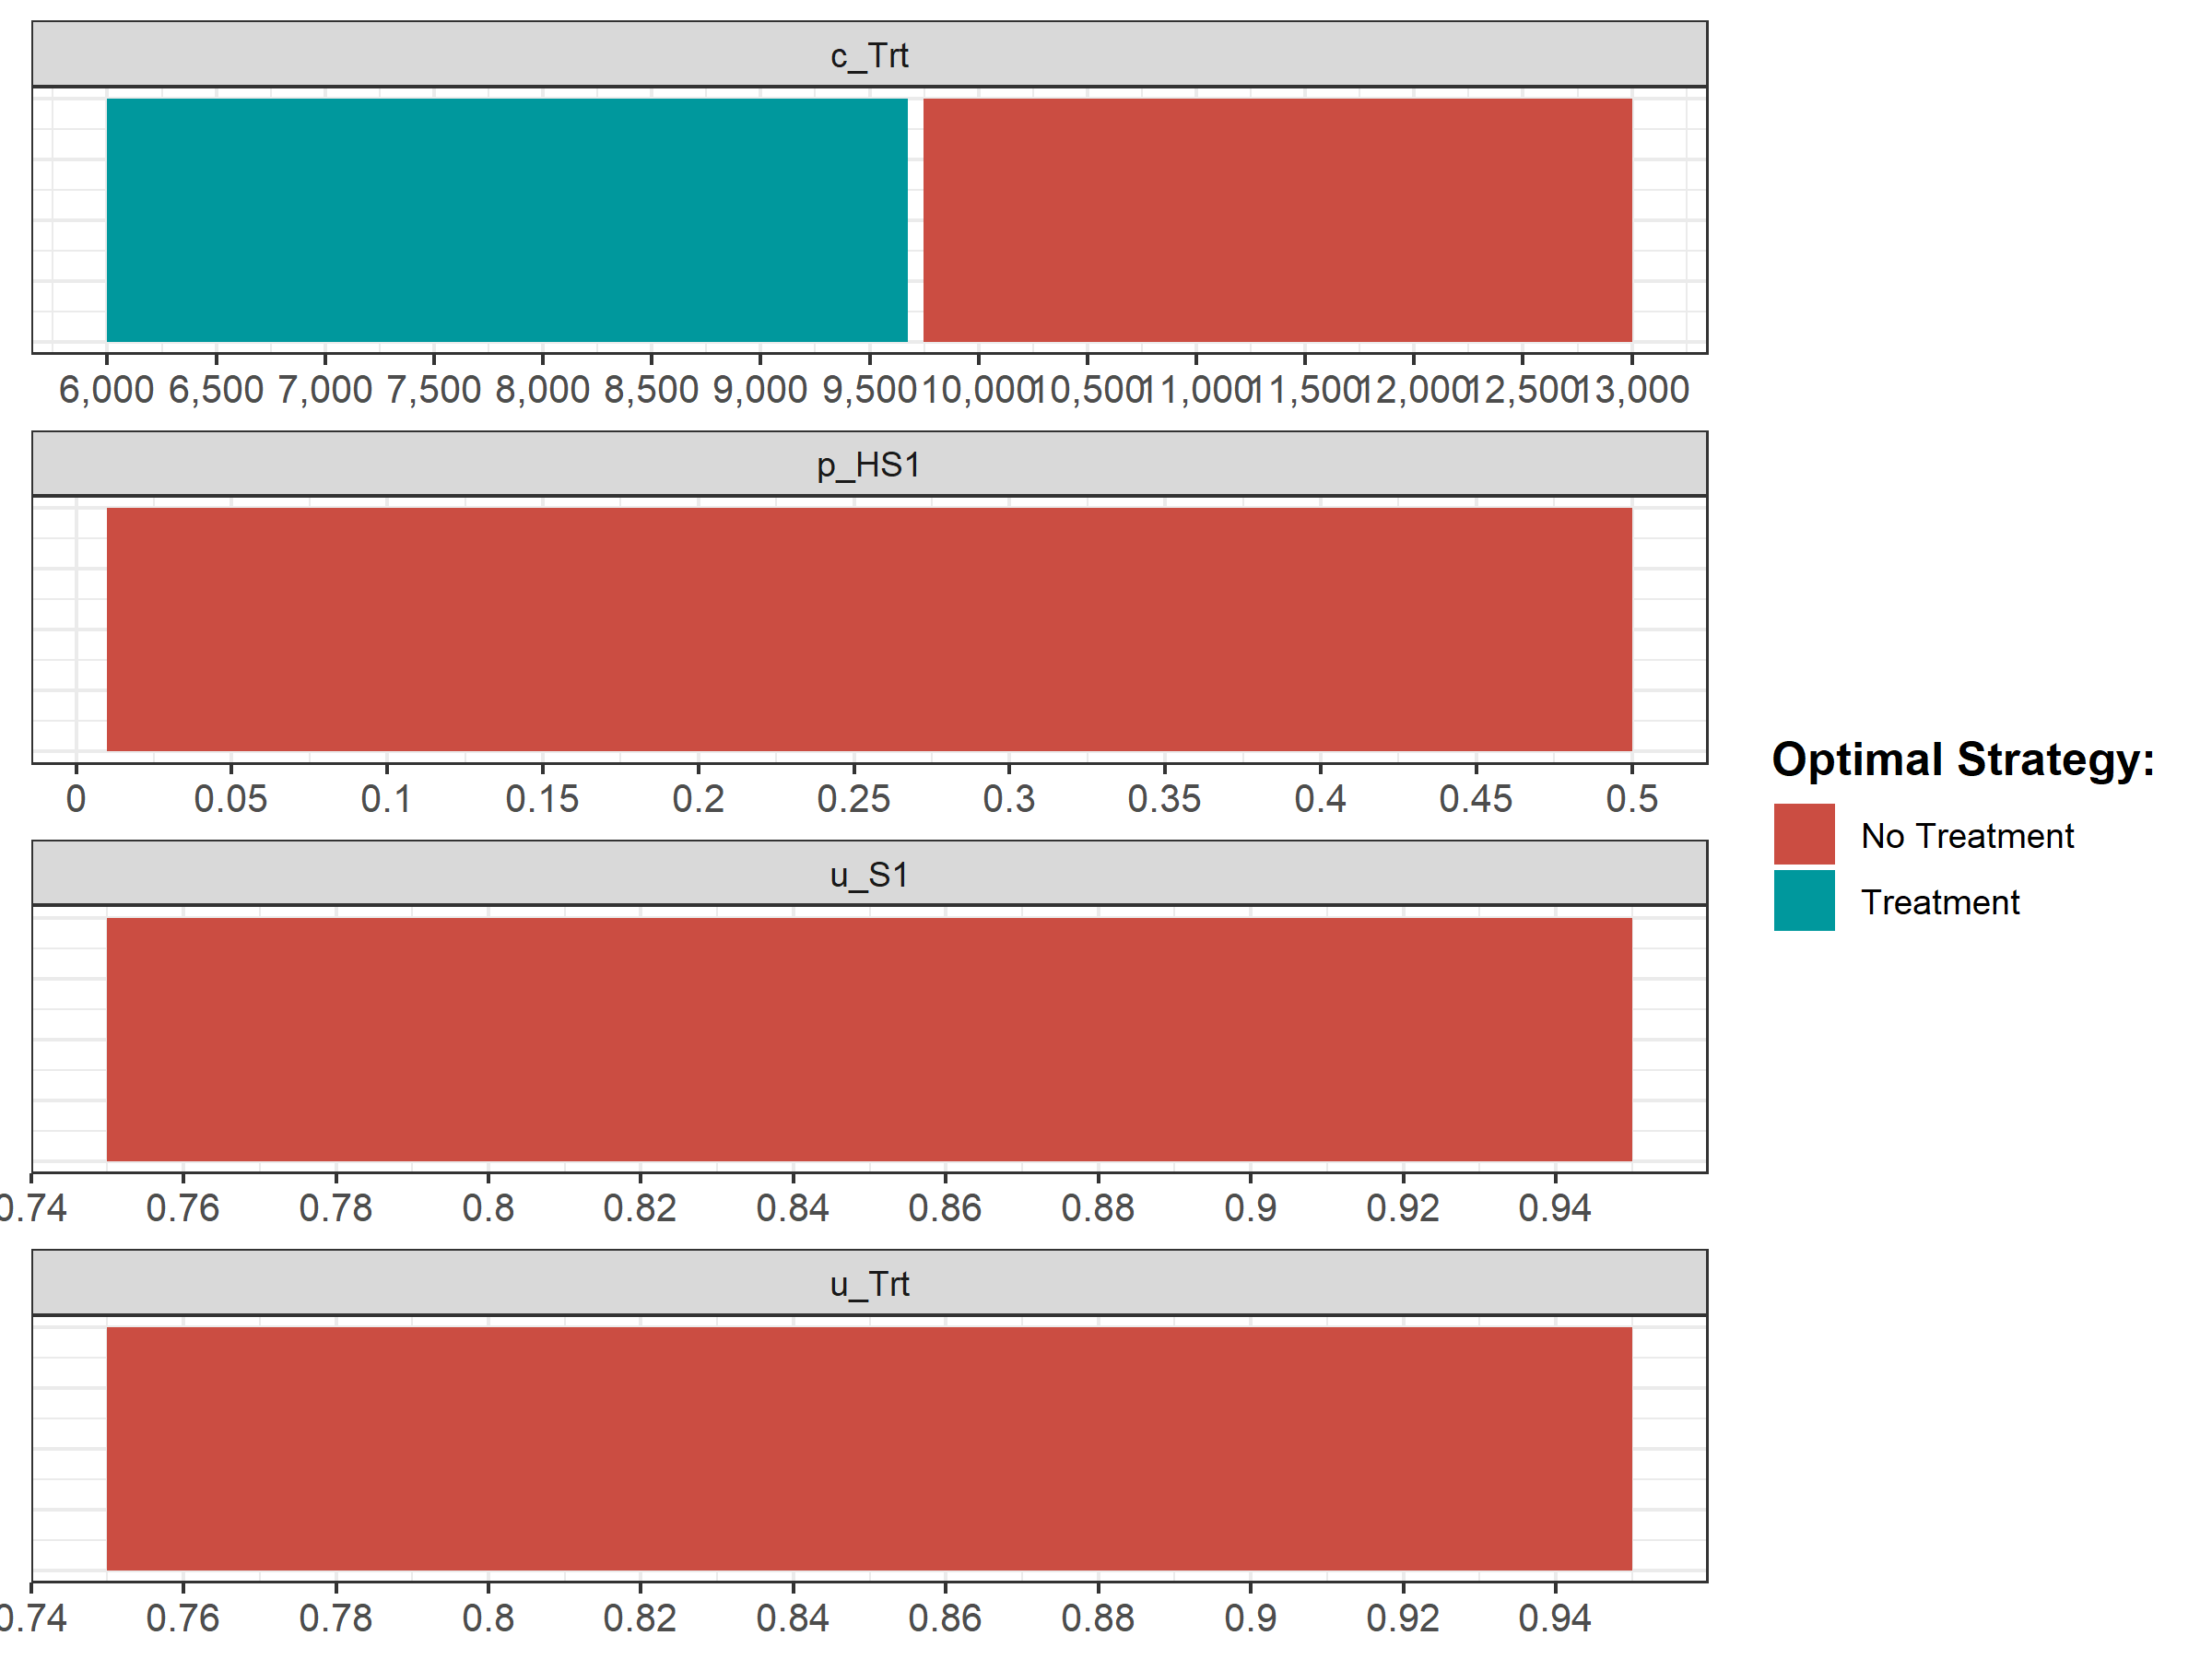 c_Trt
6,000 6,500 7,000 7,500 8,000 8,500 9,000 9,500 10,000 10,500 11,000 11,500 12,000 12,500 13,000
p_HS1
0 0.05 0.1 0.15 0.2 0.25 0.3 0.35 0.4 0.45 0.5
Optimal Strategy:
No Treatment
Treatment
u_S1
0.74 0.76 0.78 0.8 0.82 0.84 0.86 0.88 0.9 0.92 0.94
u_Trt
0.74 0.76 0.78 0.8 0.82 0.84 0.86 0.88 0.9 0.92 0.94